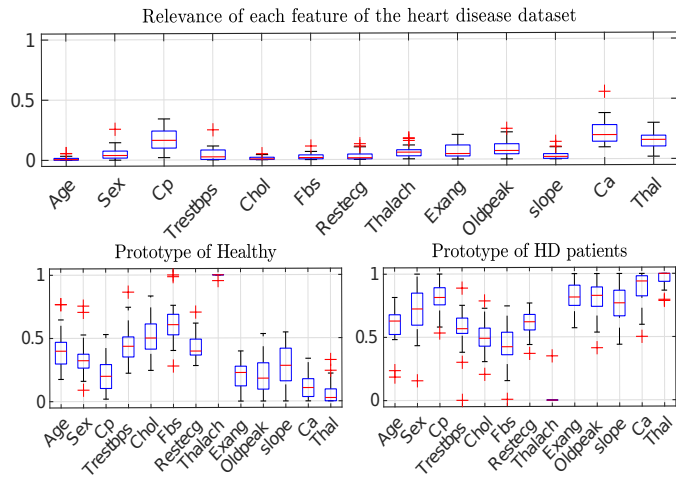 Relevance of each feature of the heart disease dataset
1
0.5
0
Age Sex Cp Trestbps Chol Fbs Restecg Thalach Exang Oldpeak slope Ca Thal
Prototype of Healthy
1
0.5
0
Age Sex Cp Trestbps Chol Fbs Restecg Thalach Exang Oldpeak slope Ca Thal
Prototype of HD patients
1
0.5
0
Age Sex Cp Trestbps Chol Fbs Restecg Thalach Exang Oldpeak slope Ca Thal